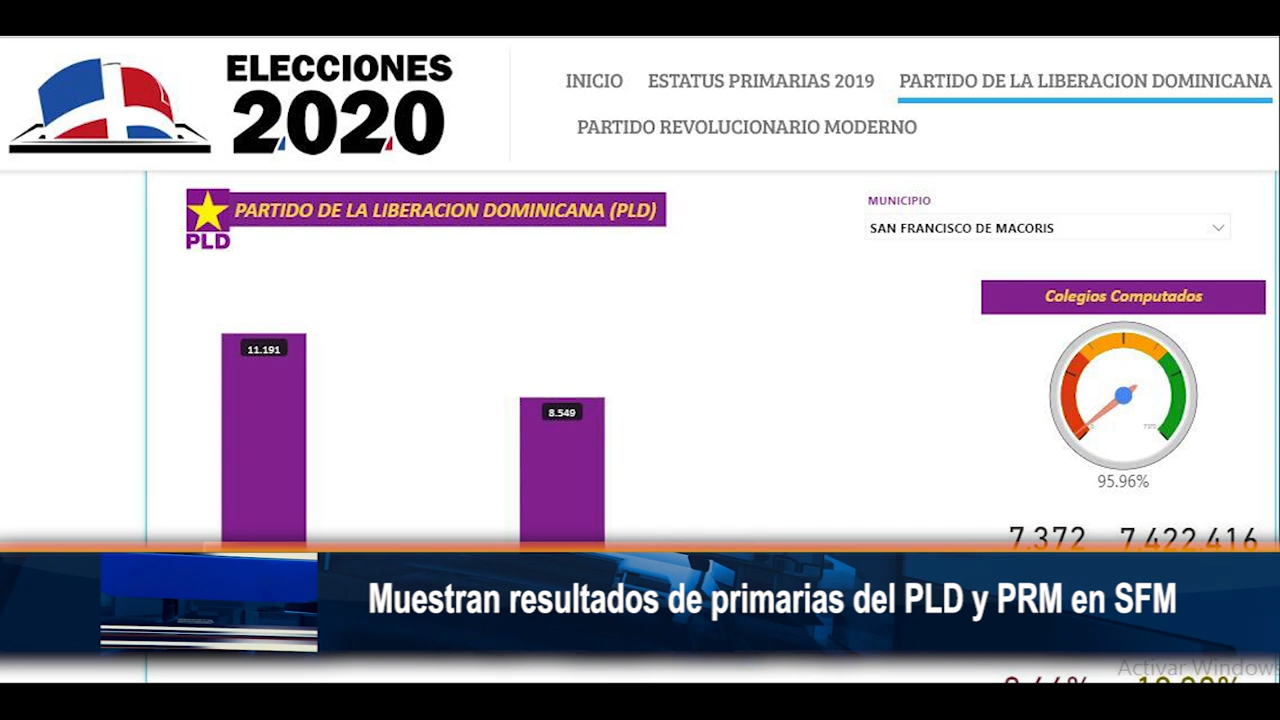 ELECCIONES
2020
INICIO ESTATUS PRIMARIAS 2019 PARTIDO DE LA LIBERACION DOMINICANA
PARTIDO REVOLUCIONARIO MODERNO
PARTIDO DE LA LIBERACION DOMINICANA (PLD)
PLD
MUNICIPIO
SAN FRANCISCO DE MACORIS
Colegios Computados
11.191
8.549
95.96%
7.372 7.422.416
Muestran resultados de primarias del PLD y PRM en SFM
Activar Windows